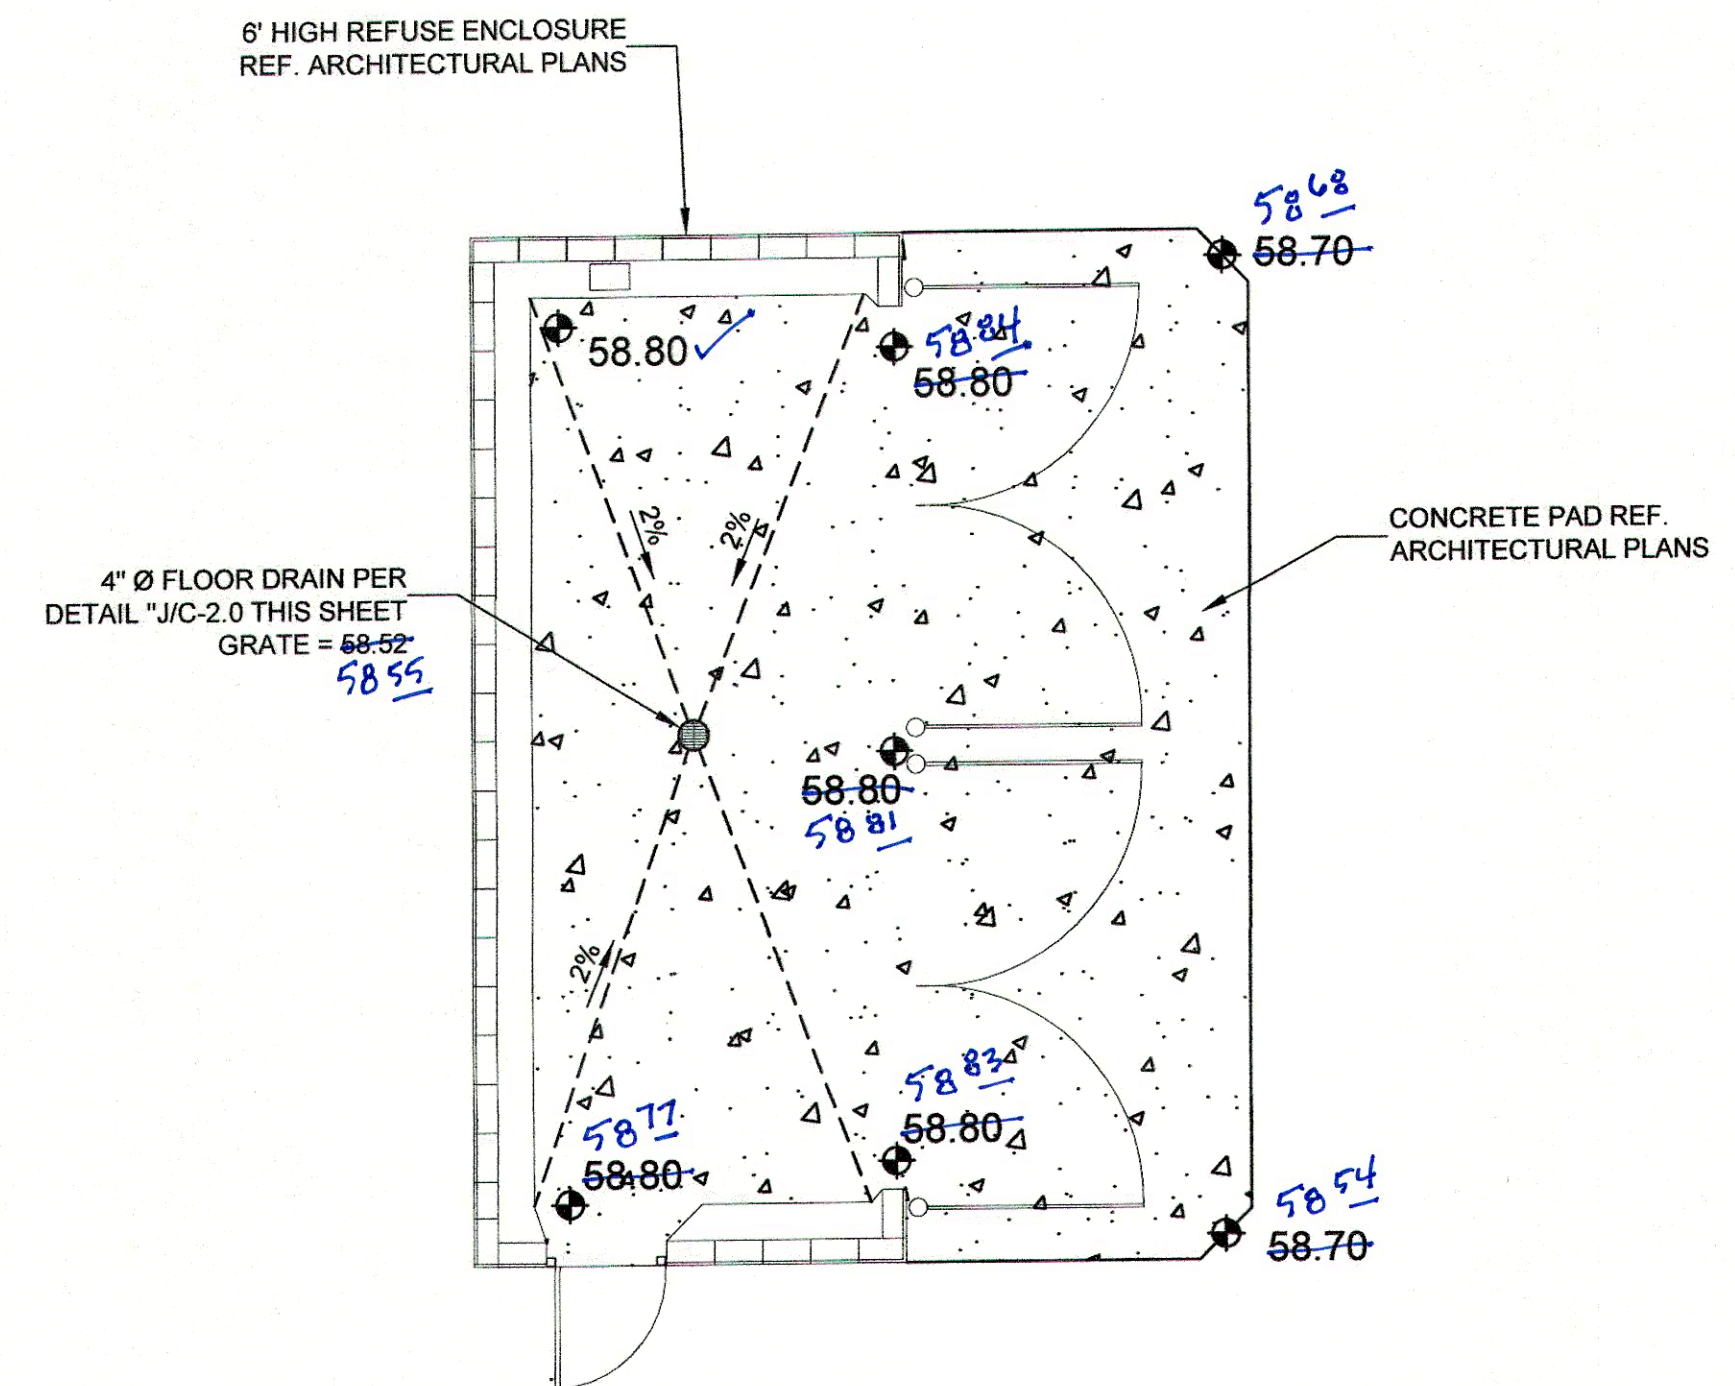 6' HIGH REFUSE ENCLOSURE
REF. ARCHITECTURAL PLANS
58 68
58.70
58.80
58 84
58.80
2%
2%
CONCRETE PAD REF.
ARCHITECTURAL PLANS
4" Ø FLOOR DRAIN PER
DETAIL "J/C-2.0 THIS SHEET
GRATE = 58.52
58 55
58.80
58 81
2%
58 83
58.80
58 77
58.80
58 54
58.70